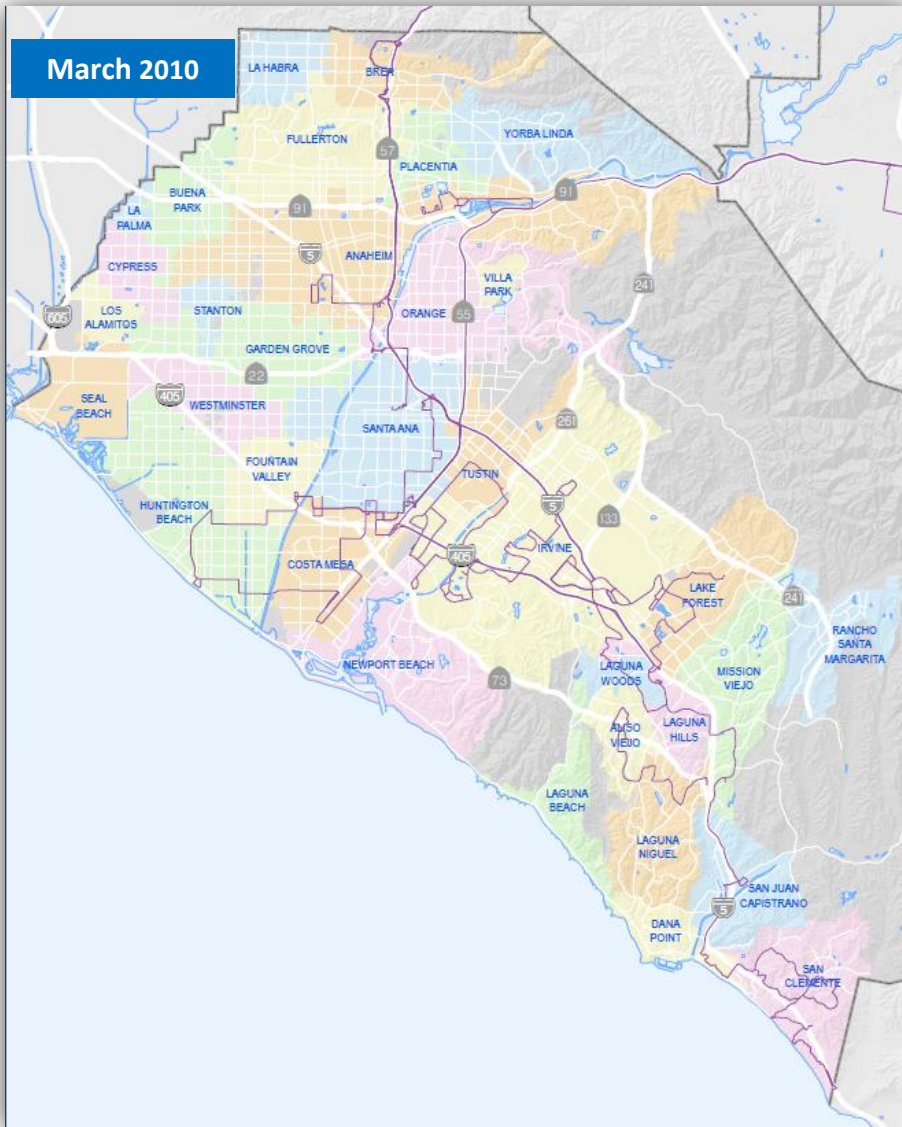 March 2010
LA HABRA
BREA
FULLERTON
YORBA LINDA
57
PLACENTIA
BUENA
PARK
91
91
LA
PALMA
5
ANAHEIM
CYPRESS
VILLA
PARK
241
LOS
ALAMITOS
STANTON
ORANGE
55
605
GARDEN GROVE
22
405
SEAL
BEACH
WESTMINSTER
SANTA ANA
261
FOUNTAIN
VALLEY
TUSTIN
HUNTINGTON
BEACH
5
133
IRVINE
405
COSTA MESA
LAKE
FOREST
241
RANCHO
SANTA
MARGARITA
NEWPORT BEACH
73
LAGUNA
WOODS
MISSION
VIEJO
ALISO
VIEJO
LAGUNA
HILLS
LAGUNA
BEACH
LAGUNA
NIGUEL
SAN JUAN
CAPISTRANO
5
DANA
POINT
SAN
CLEMENTE